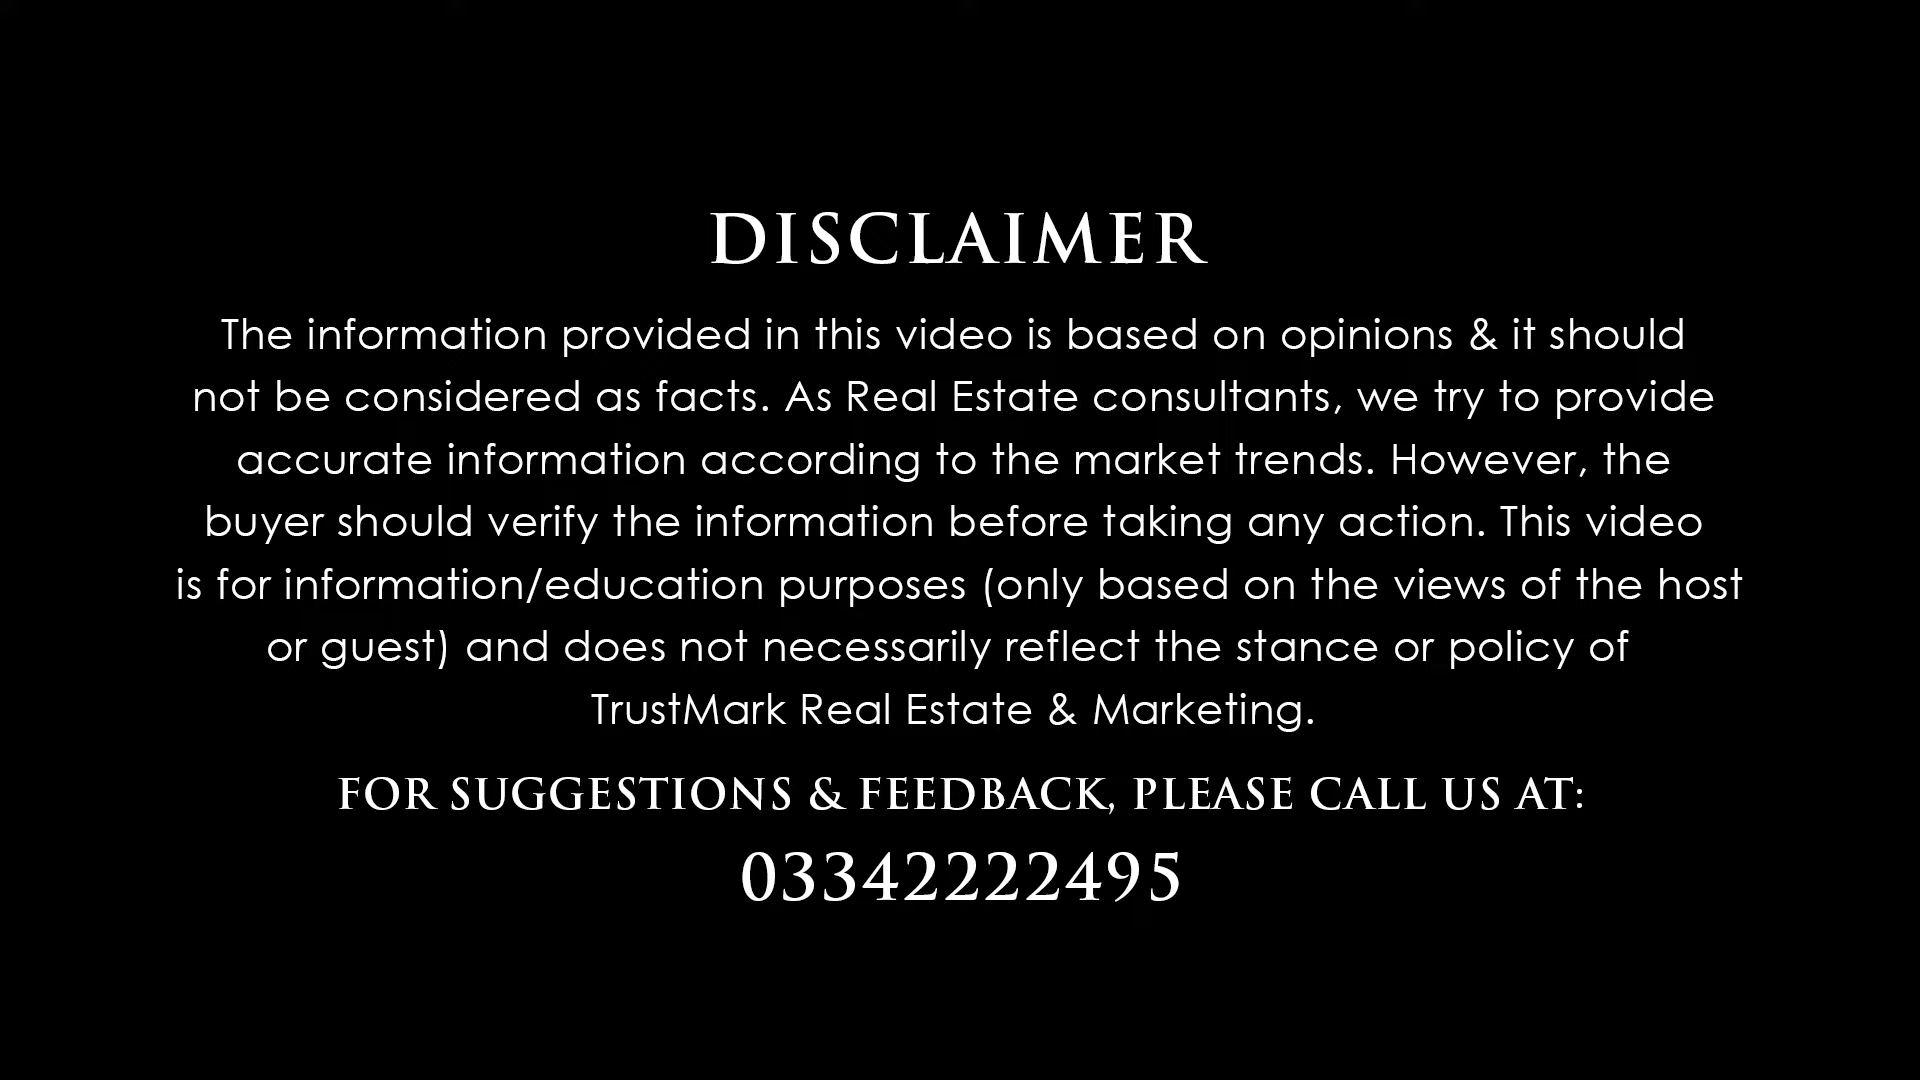 DISCLAIMER
The information provided in this video is based on opinions & it should
not be considered as facts. As Real Estate consultants, we try to provide
accurate information according to the market trends. However, the
buyer should verify the information before taking any action. This video
is for information/education purposes (only based on the views of the host
or guest) and does not necessarily reflect the stance or policy of
TrustMark Real Estate & Marketing.
FOR SUGGESTIONS & FEEDBACK, PLEASE CALL US AT:
03342222495